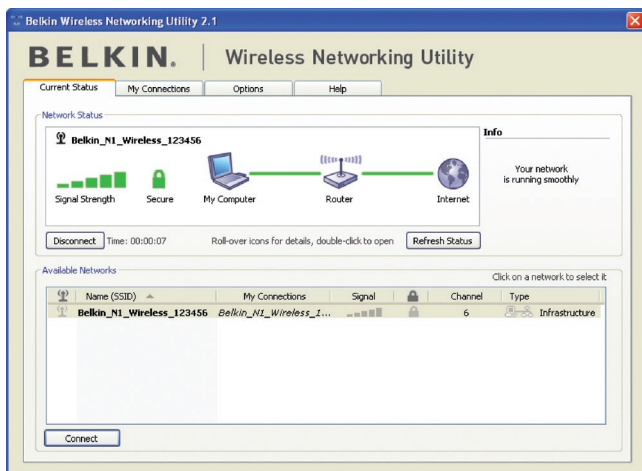 Belkin Wireless Networking Utility 2.1
BELKIN. Wireless Networking Utility
Current Status My Connections Options Help
Network Status
Belkin_N1_Wireless_123456
Signal Strength Secure My Computer Router Internet
Info
Your network
is running smoothly
Disconnect Time: 00:00:07 Roll-over icons for details, double-click to open Refresh Status
Available Networks
Click on a network to select it
Name (SSID) My Connections Signal Channel Type
Belkin_N1_Wireless_123456 Belkin_N1_Wireless_1... 6 Infrastructure
Connect